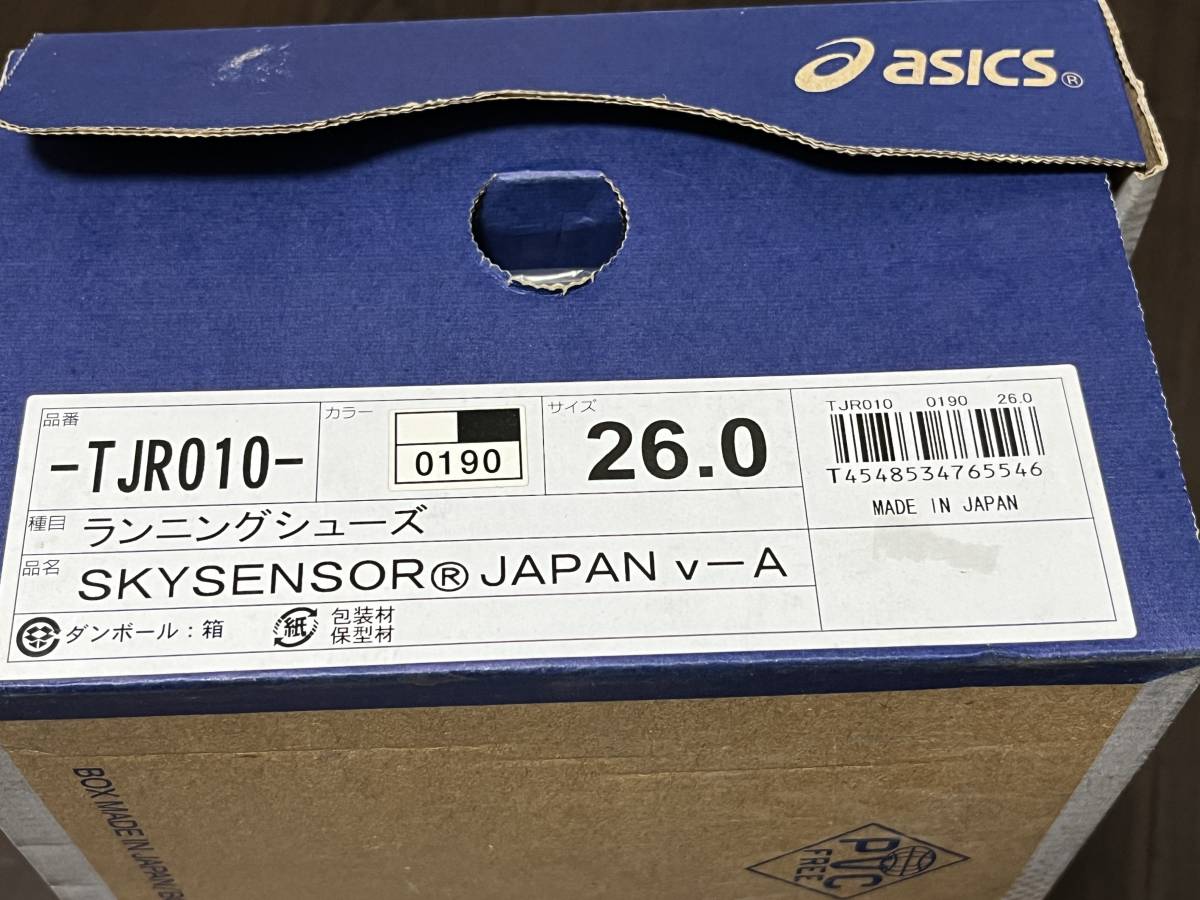 asics®
品番
-TJR010-
カラー
0190
サイズ
26.0
TJR010 0190 26.0
T4548534765546
MADE IN JAPAN
種目 ランニングシューズ
品名 SKYSENSOR® JAPAN v-A
ダンボール：箱
紙 包装材
保型材
BOX MADE IN JAPAN/
PVC
FREE